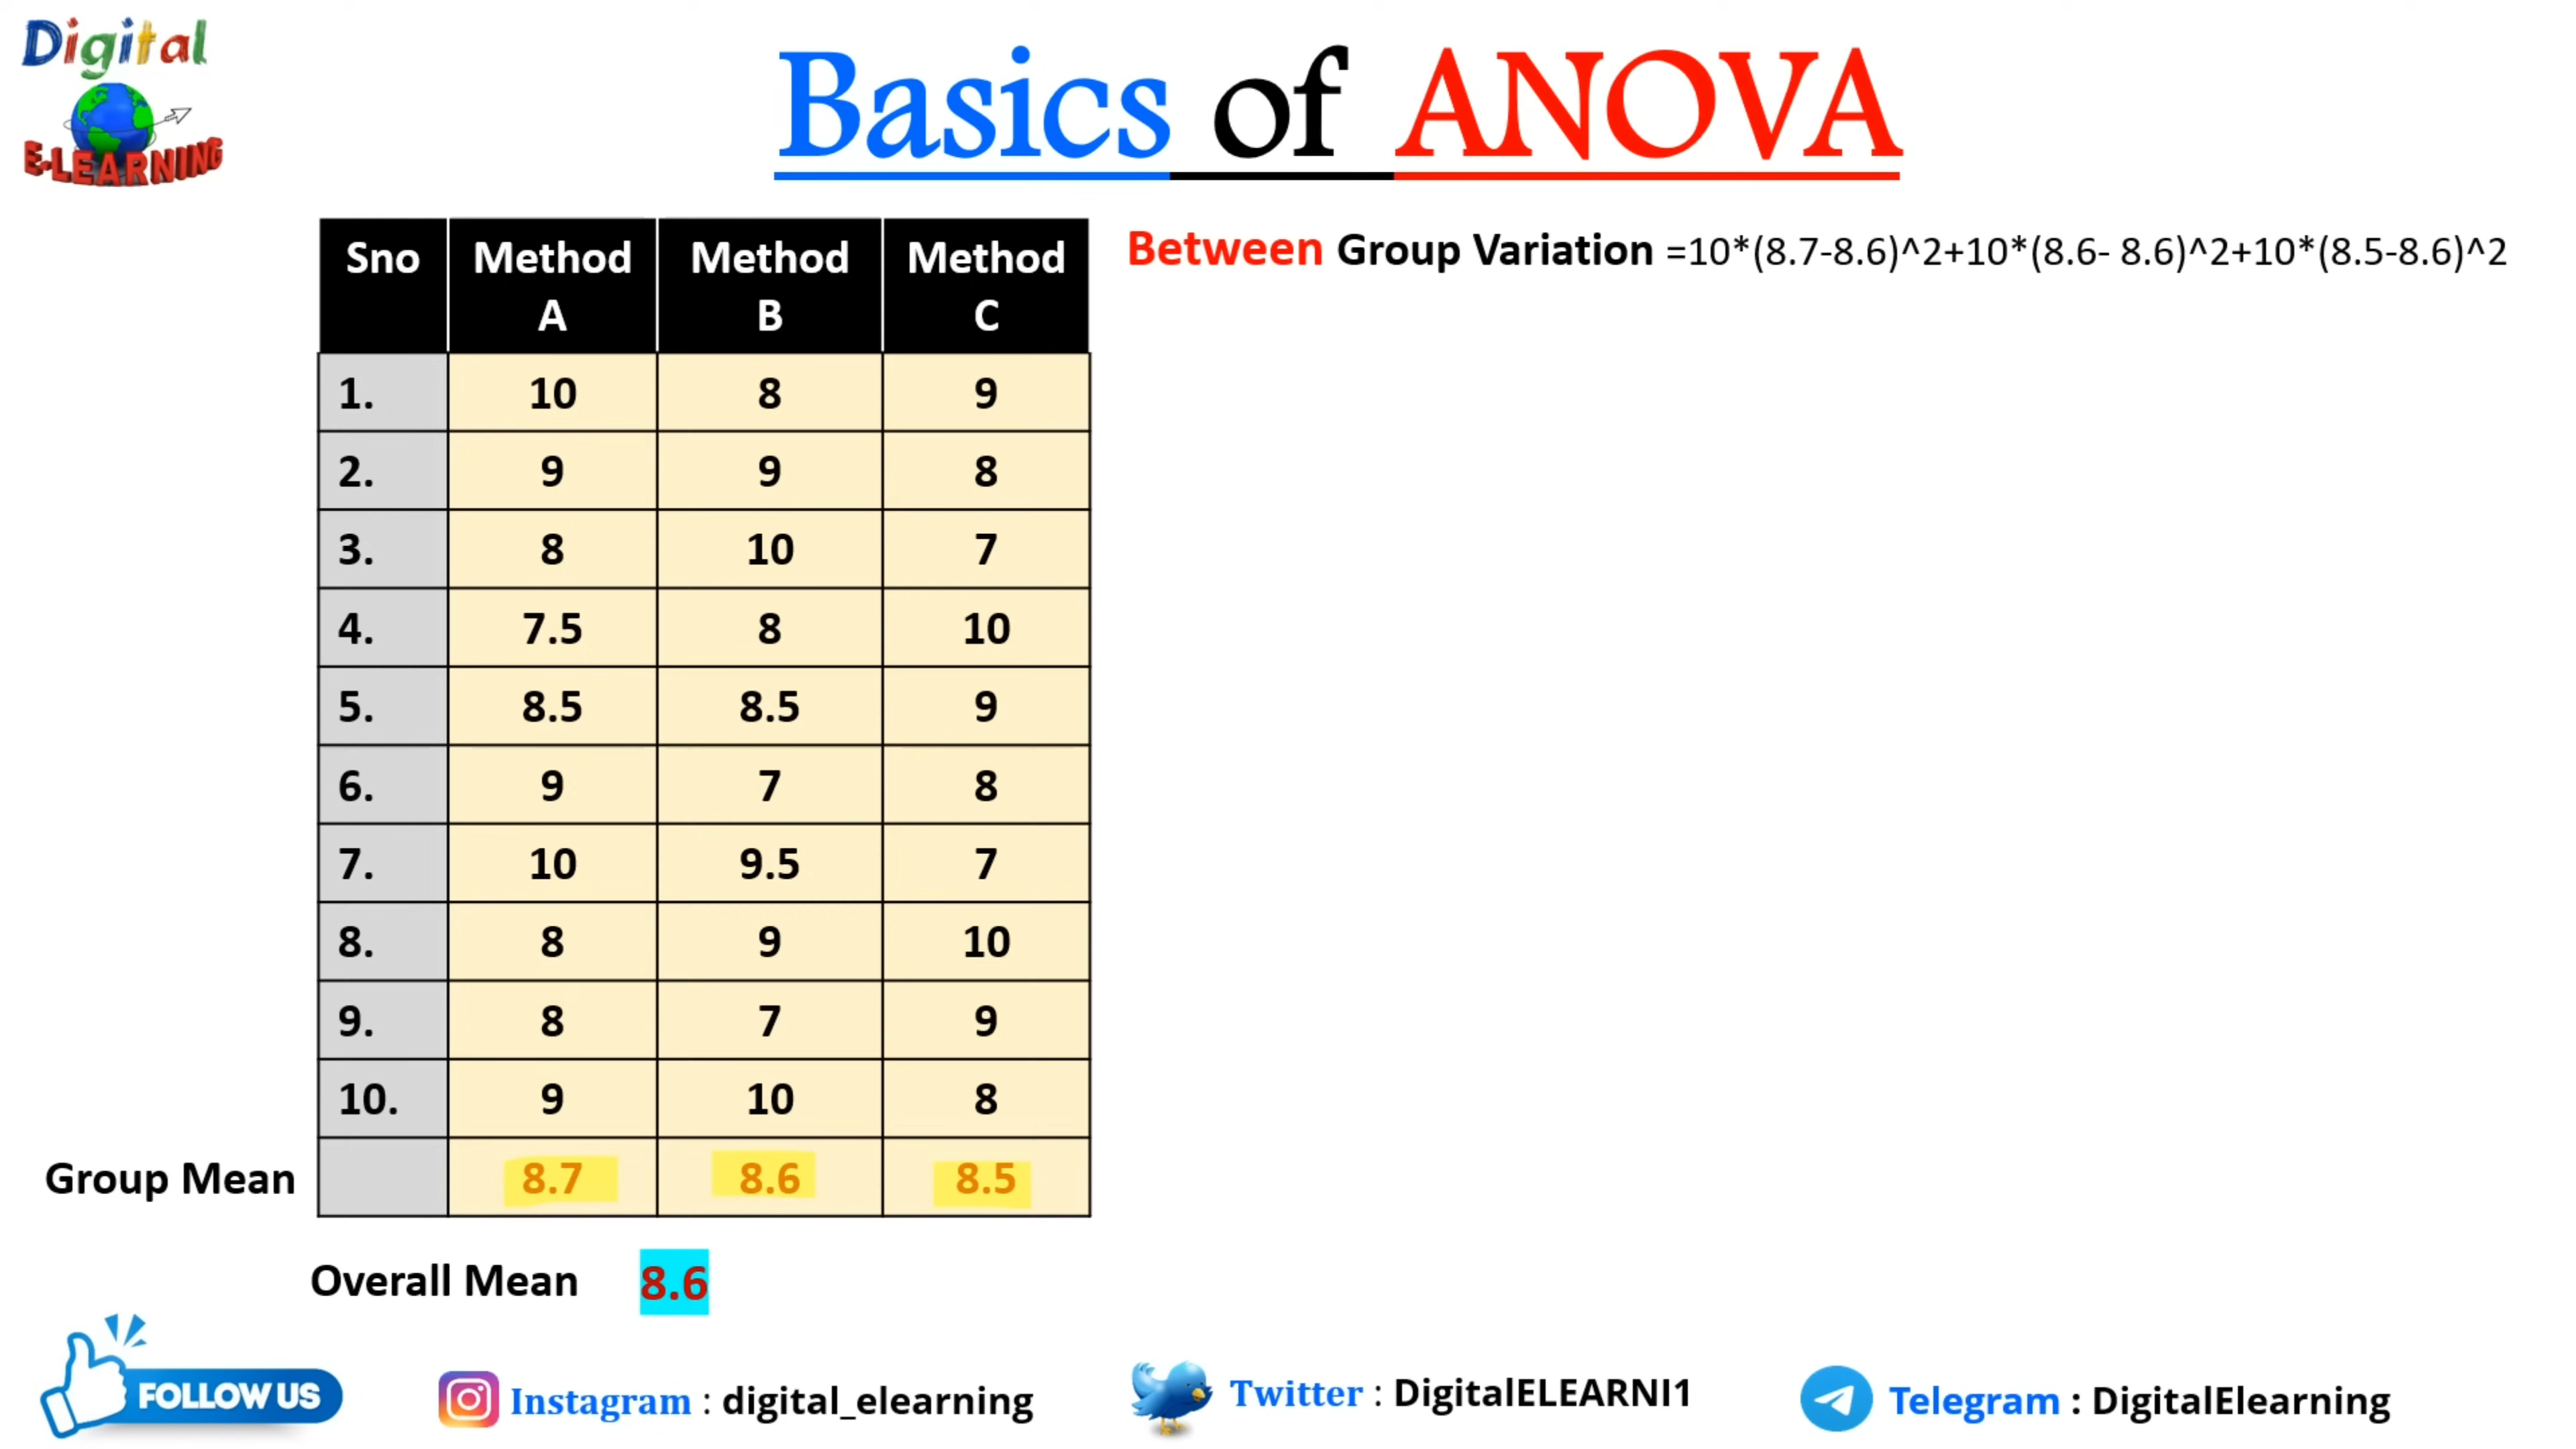 Digital
E-LEARNING
Basics of ANOVA
Sno Method A Method B Method C
1. 10 8 9
2. 9 9 8
3. 8 10 7
4. 7.5 8 10
5. 8.5 8.5 9
6. 9 7 8
7. 10 9.5 7
8. 8 9 10
9. 8 7 9
10. 9 10 8
Group Mean 8.7 8.6 8.5
Overall Mean 8.6
Between Group Variation =10*(8.7-8.6)^2+10*(8.6- 8.6)^2+10*(8.5-8.6)^2
FOLLOW US
Instagram : digital_elearning
Twitter : DigitalELEARNI1
Telegram : DigitalElearning